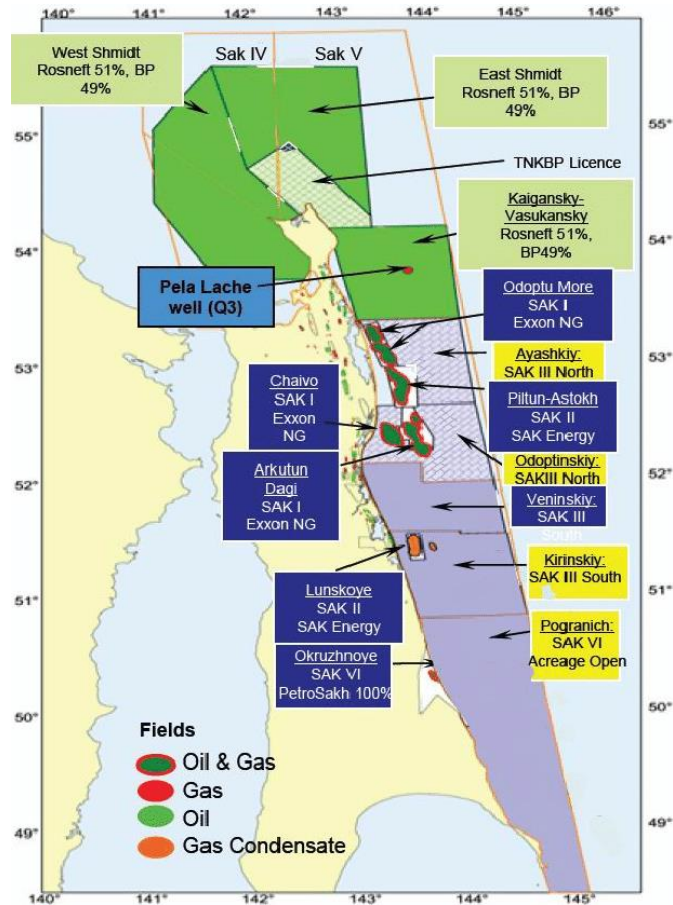 140° 141° 142° 143° 144° 145° 146°
West Shmidt
Rosneft 51%, BP
49%
Sak IV
Sak V
East Shmidt
Rosneft 51%, BP
49%
55°
55°
TNKBP Licence
Kaigansky-
Vasukansky
Rosneft 51%,
BP49%
54°
54°
Pela Lache
well (Q3)
Odoptu More
SAK I
Exxon NG
53°
53°
Ayashkiy:
SAK III North
Chaivo
SAK I
Exxon
NG
Piltun-Astokh
SAK II
SAK Energy
Arkutun
Dagi
SAK I
Exxon NG
Odoptinskiy:
SAKIII North
52°
52°
Veninskiy:
SAK III
South
Kirinskiy:
SAK III South
51°
51°
Lunskoye
SAK II
SAK Energy
Pogranich:
SAK VI
Acreage Open
Okruzhnoye
SAK VI
PetroSakh 100%
50°
50°
Fields
Oil & Gas
Gas
Oil
Gas Condensate
49°
49°
140° 141° 142° 143° 144° 145° 146°